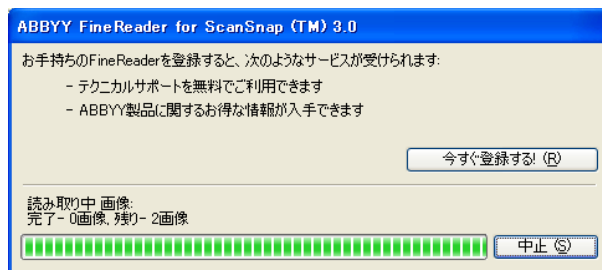 ABBYY FineReader for ScanSnap (TM) 3.0
お手持ちのFineReaderを登録すると、次のようなサービスが受けられます:
- テクニカルサポートを無料でご利用できます
- ABBYY製品に関するお得な情報が入手できます
今すぐ登録する! (R)
読み取り中 画像:
完了- 0画像, 残り- 2画像
中止 (S)